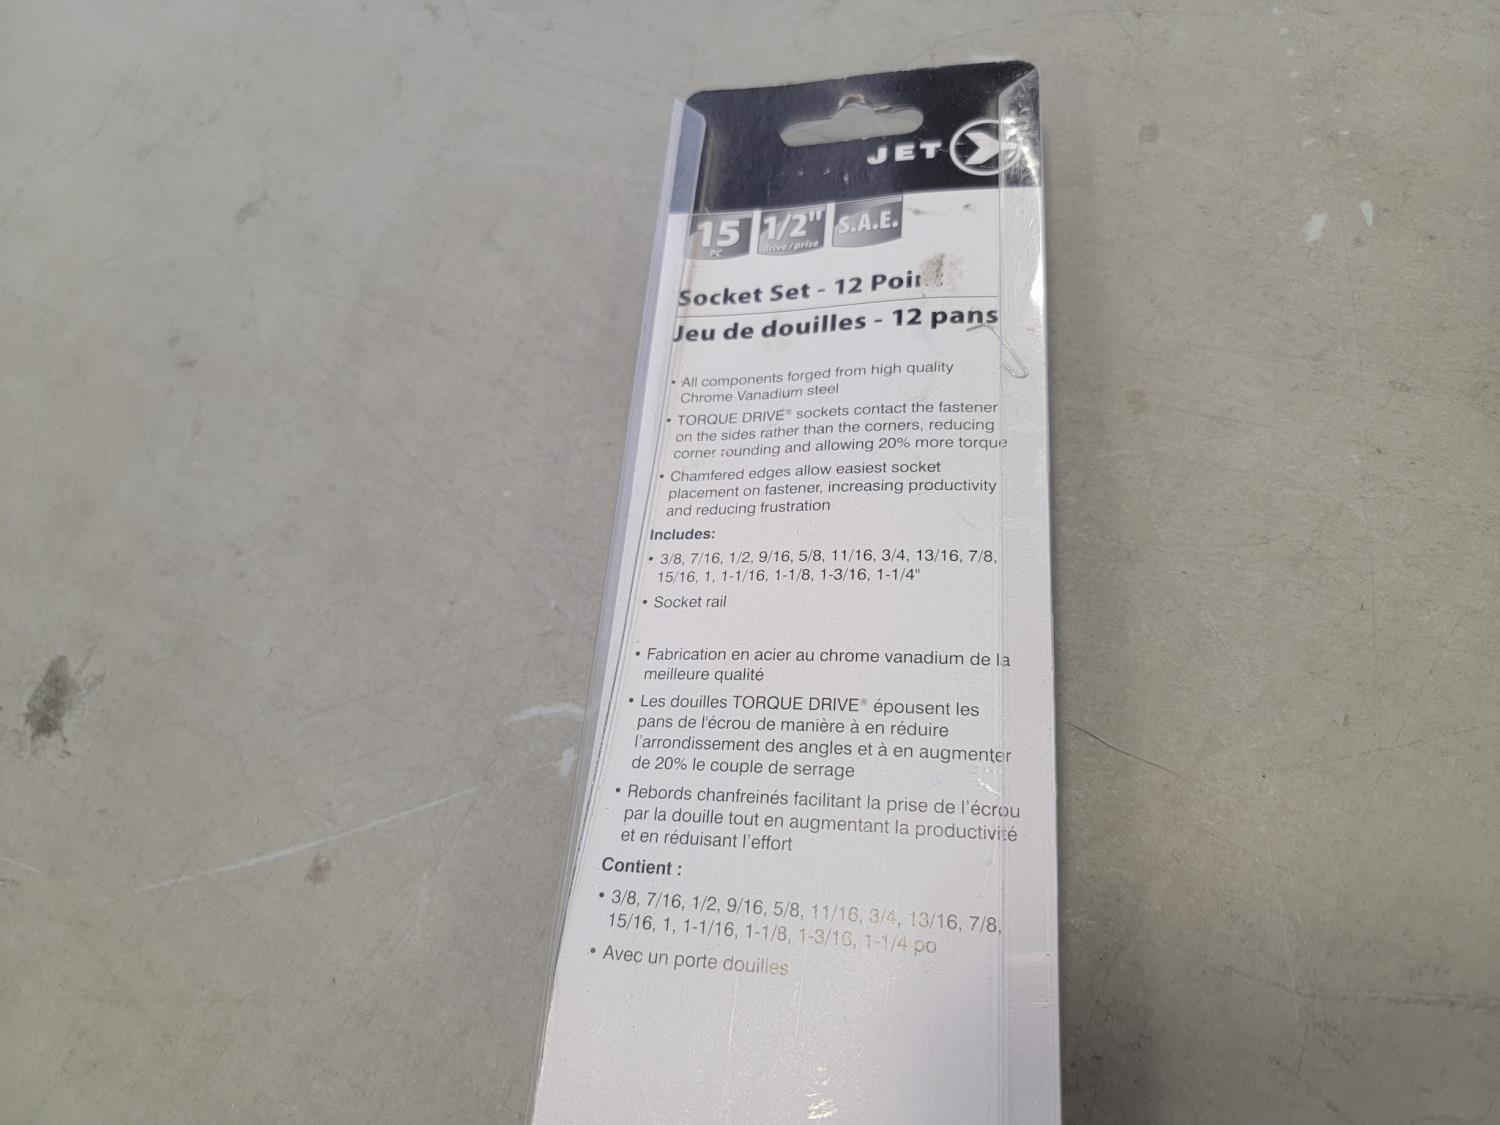 JET
15 1/2" S.A.E.
PC drive / prise
Socket Set - 12
Jeu de douilles - 12 pans
• All components forged from high quality
Chrome Vanadium steel
• TORQUE DRIVE® sockets contact the fastener
on the sides rather than the corners, reducing
corner rounding and allowing 20% more torque
• Chamfered edges allow easiest socket
placement on fastener, increasing productivity
and reducing frustration
Includes:
• 3/8, 7/16, 1/2, 9/16, 5/8, 11/16, 3/4, 13/16, 7/8,
15/16, 1, 1-1/16, 1-1/8, 1-3/16, 1-1/4"
• Socket rail
• Fabrication en acier au chrome vanadium de la
meilleure qualité
• Les douilles TORQUE DRIVE® épousent les
pans de l'écrou de manière à en réduire
l'arrondissement des angles et à en augmenter
de 20% le couple de serrage
• Rebords chanfreinés facilitant la prise de l'écrou
par la douille tout en augmentant la productivité
et en réduisant l'effort
Contient :
• 3/8, 7/16, 1/2, 9/16, 5/8, 11/16, 3/4, 13/16, 7/8,
15/16, 1, 1-1/16, 1-1/8, 1-3/16, 1-1/4 po
• Avec un porte douilles